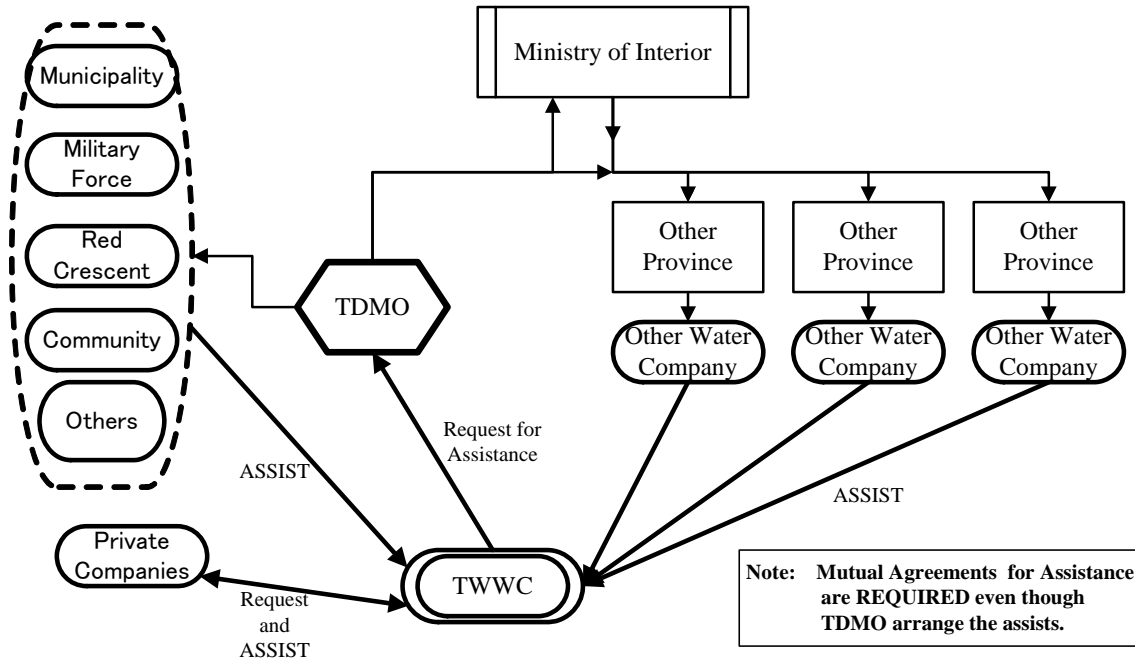 Ministry of Interior
Municipality
Military
Force
Red
Crescent
Community
Others
TDMO
Other
Province
Other
Province
Other
Province
Other Water
Company
Other Water
Company
Other Water
Company
Request for
Assistance
ASSIST
ASSIST
Private
Companies
TWWC
Request
and
ASSIST
Note: Mutual Agreements for Assistance
are REQUIRED even though
TDMO arrange the assists.